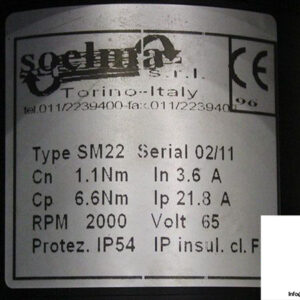 soelma
s.r.l.
Torino-Italy
tel.011/2239400-fa:.:011/223940
CE
96
Type SM22 Serial 02/11
Cn 1.1Nm In 3.6 A
Cp 6.6Nm Ip 21.8 A
RPM 2000 Volt 65
Protez. IP54 IP insul. cl. F